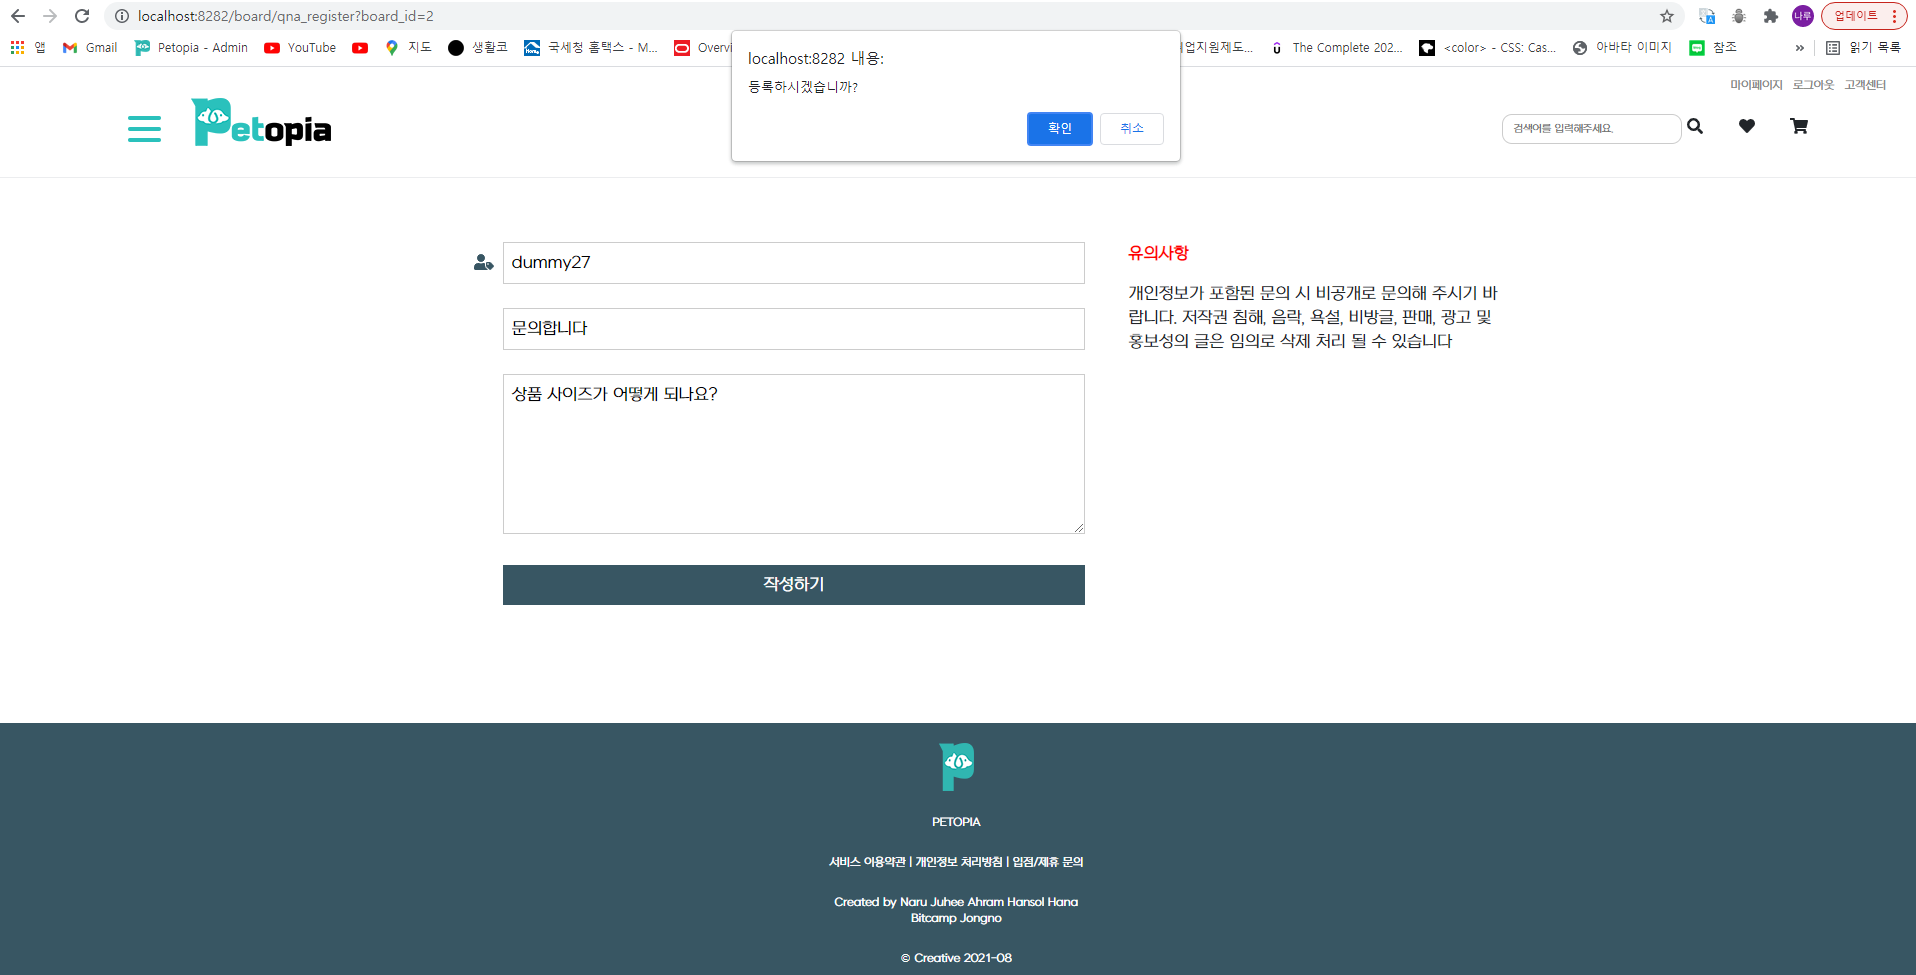 localhost:8282/board/qna_register?board_id=2
나루
업데이트
앱
Gmail
Petopia - Admin
YouTube
지도
생활코
국세청 홈택스 - M...
Overvi
업지원제도...
The Complete 202...
<color> - CSS: Cas...
아바타 이미지
참조
»
읽기 목록
localhost:8282 내용:
등록하시겠습니까?
확인
취소
마이페이지 로그아웃 고객센터
Petopia
검색어를 입력해주세요.
dummy27
문의합니다
상품 사이즈가 어떻게 되나요?
작성하기
유의사항
개인정보가 포함된 문의 시 비공개로 문의해 주시기 바
랍니다. 저작권 침해, 음락, 욕설, 비방글, 판매, 광고 및
홍보성의 글은 임의로 삭제 처리 될 수 있습니다
PETOPIA
서비스 이용약관 | 개인정보 처리방침 | 입점/제휴 문의
Created by Naru Juhee Ahram Hansol Hana
Bitcamp Jongno
© Creative 2021-08